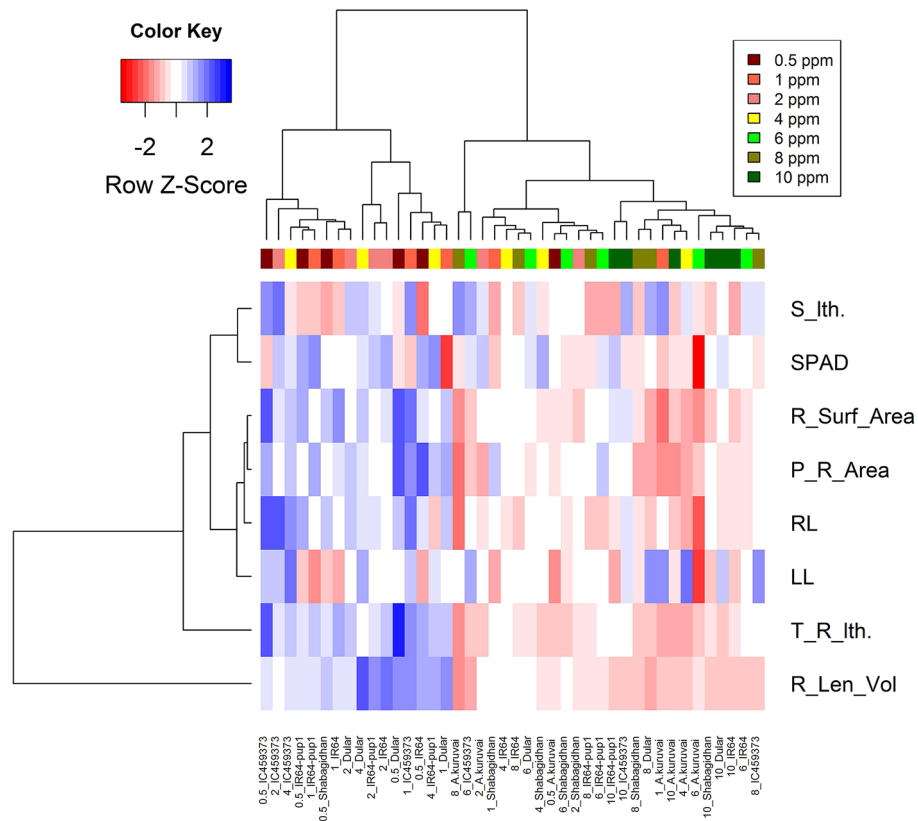 Color Key
-2 2
Row Z-Score
0.5 ppm
1 ppm
2 ppm
4 ppm
6 ppm
8 ppm
10 ppm
S_lth.
SPAD
R_Surf_Area
P_R_Area
RL
LL
T_R_lth.
R_Len_Vol
0.5_IC459373
2_IC459373
4_IC459373
0.5_IR64-pup1
1_IR64-pup1
0.5_Shabagidhan
1_IR64
2_Dular
4_Dular
2_IR64-pup1
2_IR64
0.5_Dular
1_IC459373
0.5_IR64
4_IR64-pup1
1_Dular
8_A.kuruvai
6_IC459373
2_A.kuruvai
1_Shabagidhan
4_IR64
8_IR64
6_Dular
4_Shabagidhan
0.5_A.kuruvai
6_Shabagidhan
2_Shabagidhan
8_IR64-pup1
6_IR64-pup1
10_IR64-pup1
10_IC459373
8_Shabagidhan
8_Dular
1_A.kuruvai
10_A.kuruvai
4_A.kuruvai
6_A.kuruvai
10_Shabagidhan
10_Dular
10_IR64
6_IR64
8_IC459373